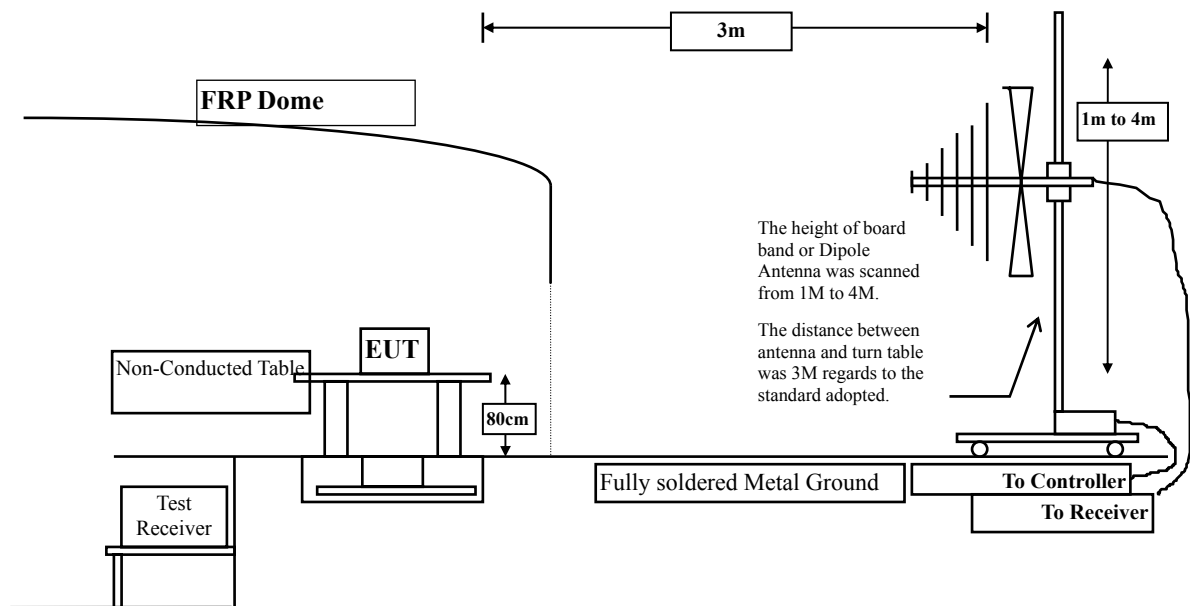 3m
FRP Dome
1m to 4m
The height of board
band or Dipole
Antenna was scanned
from 1M to 4M.
The distance between
antenna and turn table
was 3M regards to the
standard adopted.
EUT
Non-Conducted Table
80cm
Fully soldered Metal Ground
To Controller
To Receiver
Test
Receiver